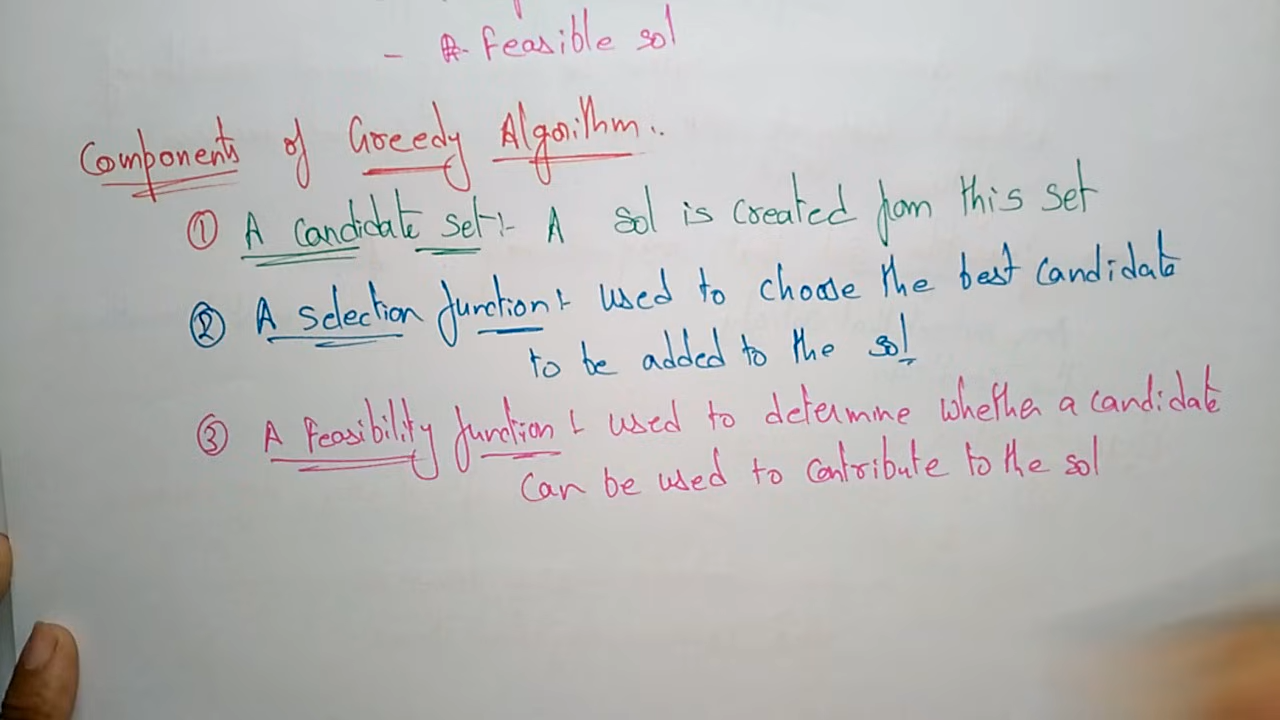 - A feasible sol
Components of Greedy Algorithm..
① A candidate set :- A sol is created from this set
② A selection function :- used to choose the best candidate
to be added to the sol
③ A Feasibility function :- used to determine whether a candidate
can be used to contribute to the sol